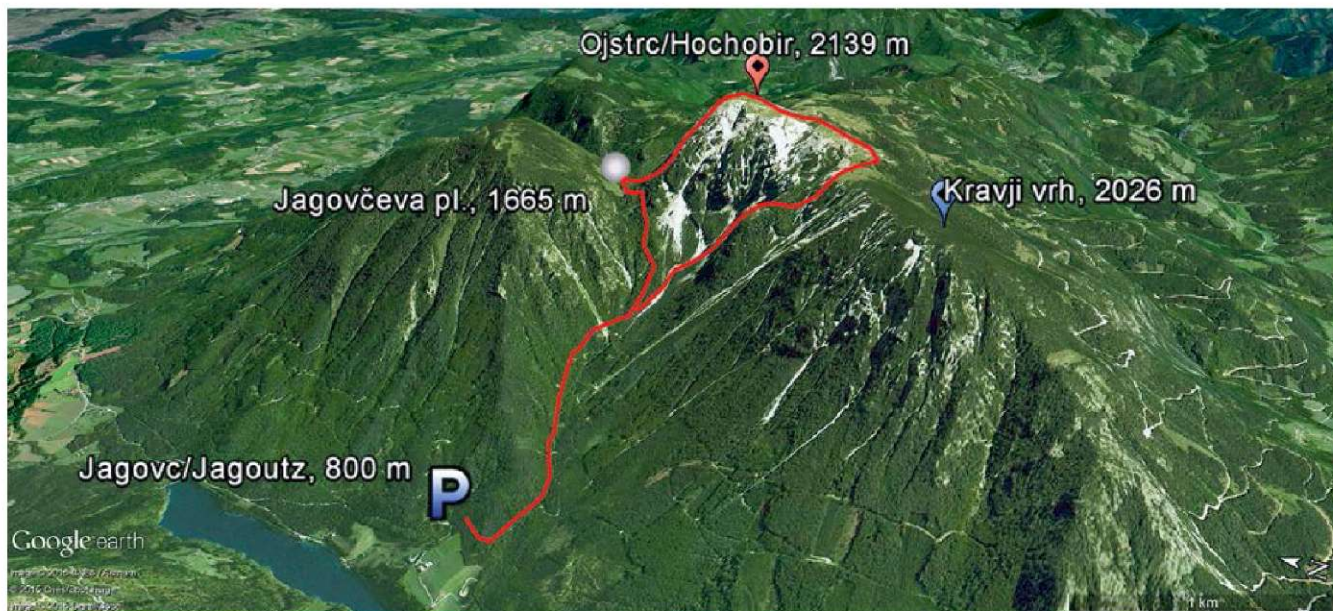 Ojstrc/Hochobir, 2139 m
Jagovčeva pl., 1665 m
Kravji vrh, 2026 m
Jagovc/Jagoutz, 800 m
P
Google earth
N
1 km